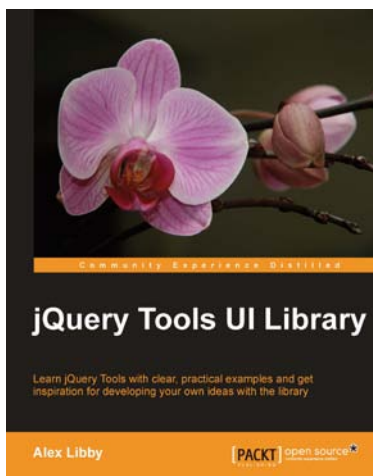 Community Experience Distilled
jQuery Tools UI Library
Learn jQuery Tools with clear, practical examples and get
inspiration for developing your own ideas with the library
Alex Libby
[PACKT] open source*
PUBLISHING